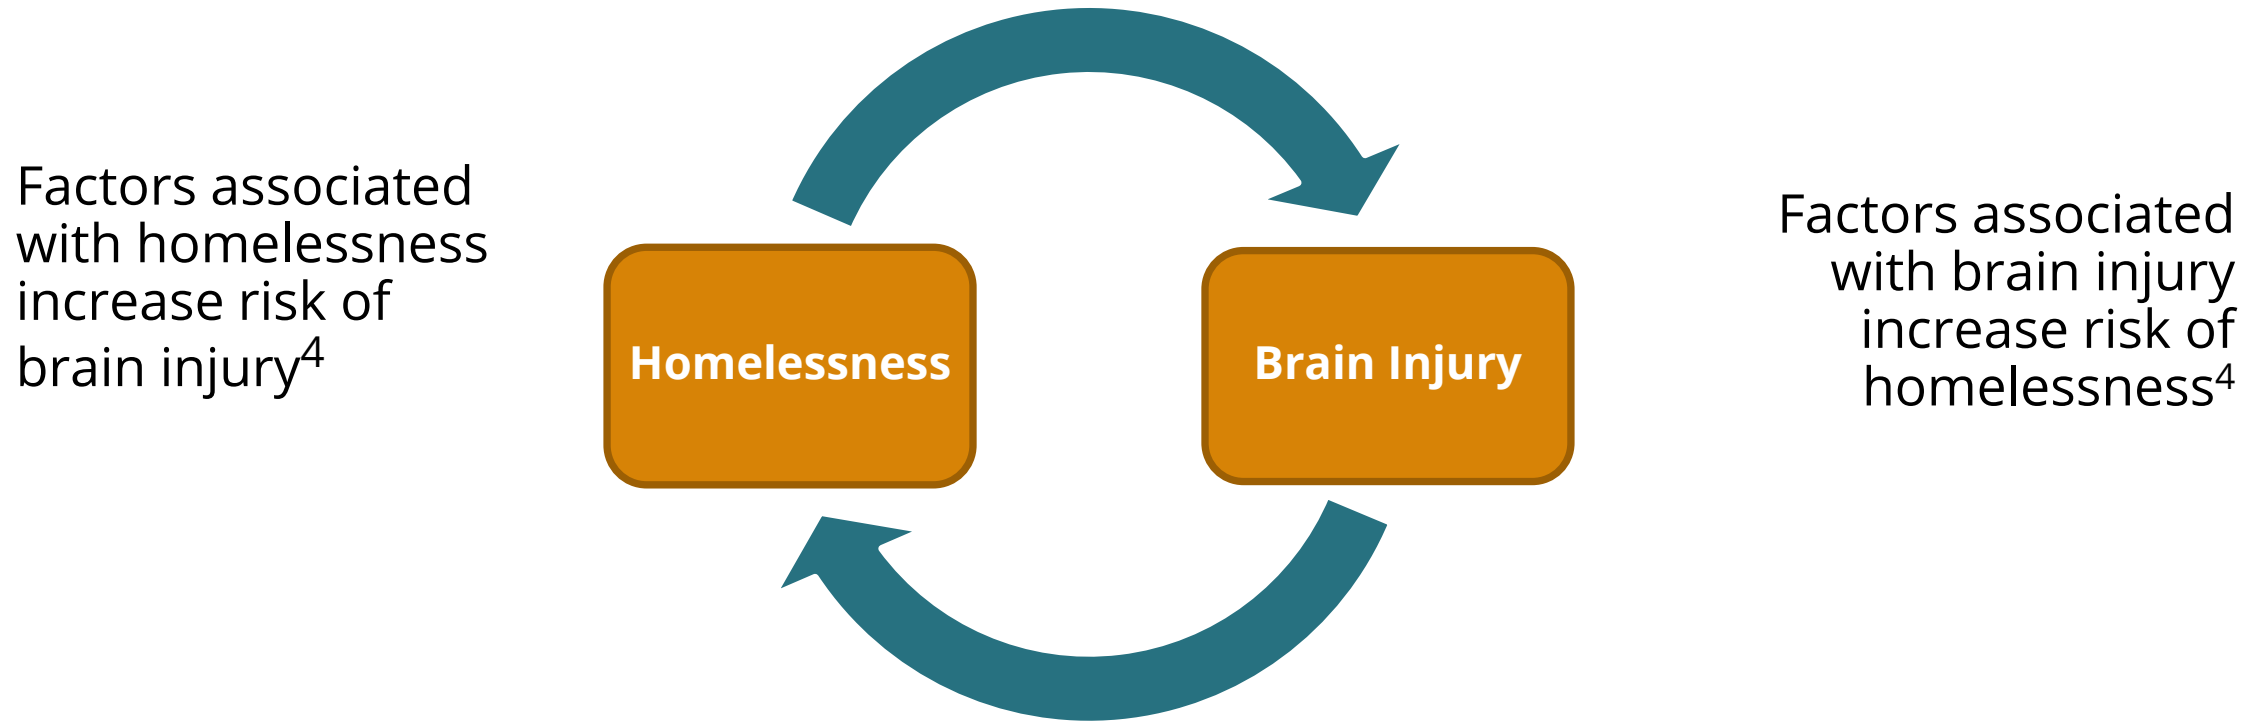 Factors associated
with homelessness
increase risk of
brain injury⁴
Homelessness
Brain Injury
Factors associated
with brain injury
increase risk of
homelessness⁴